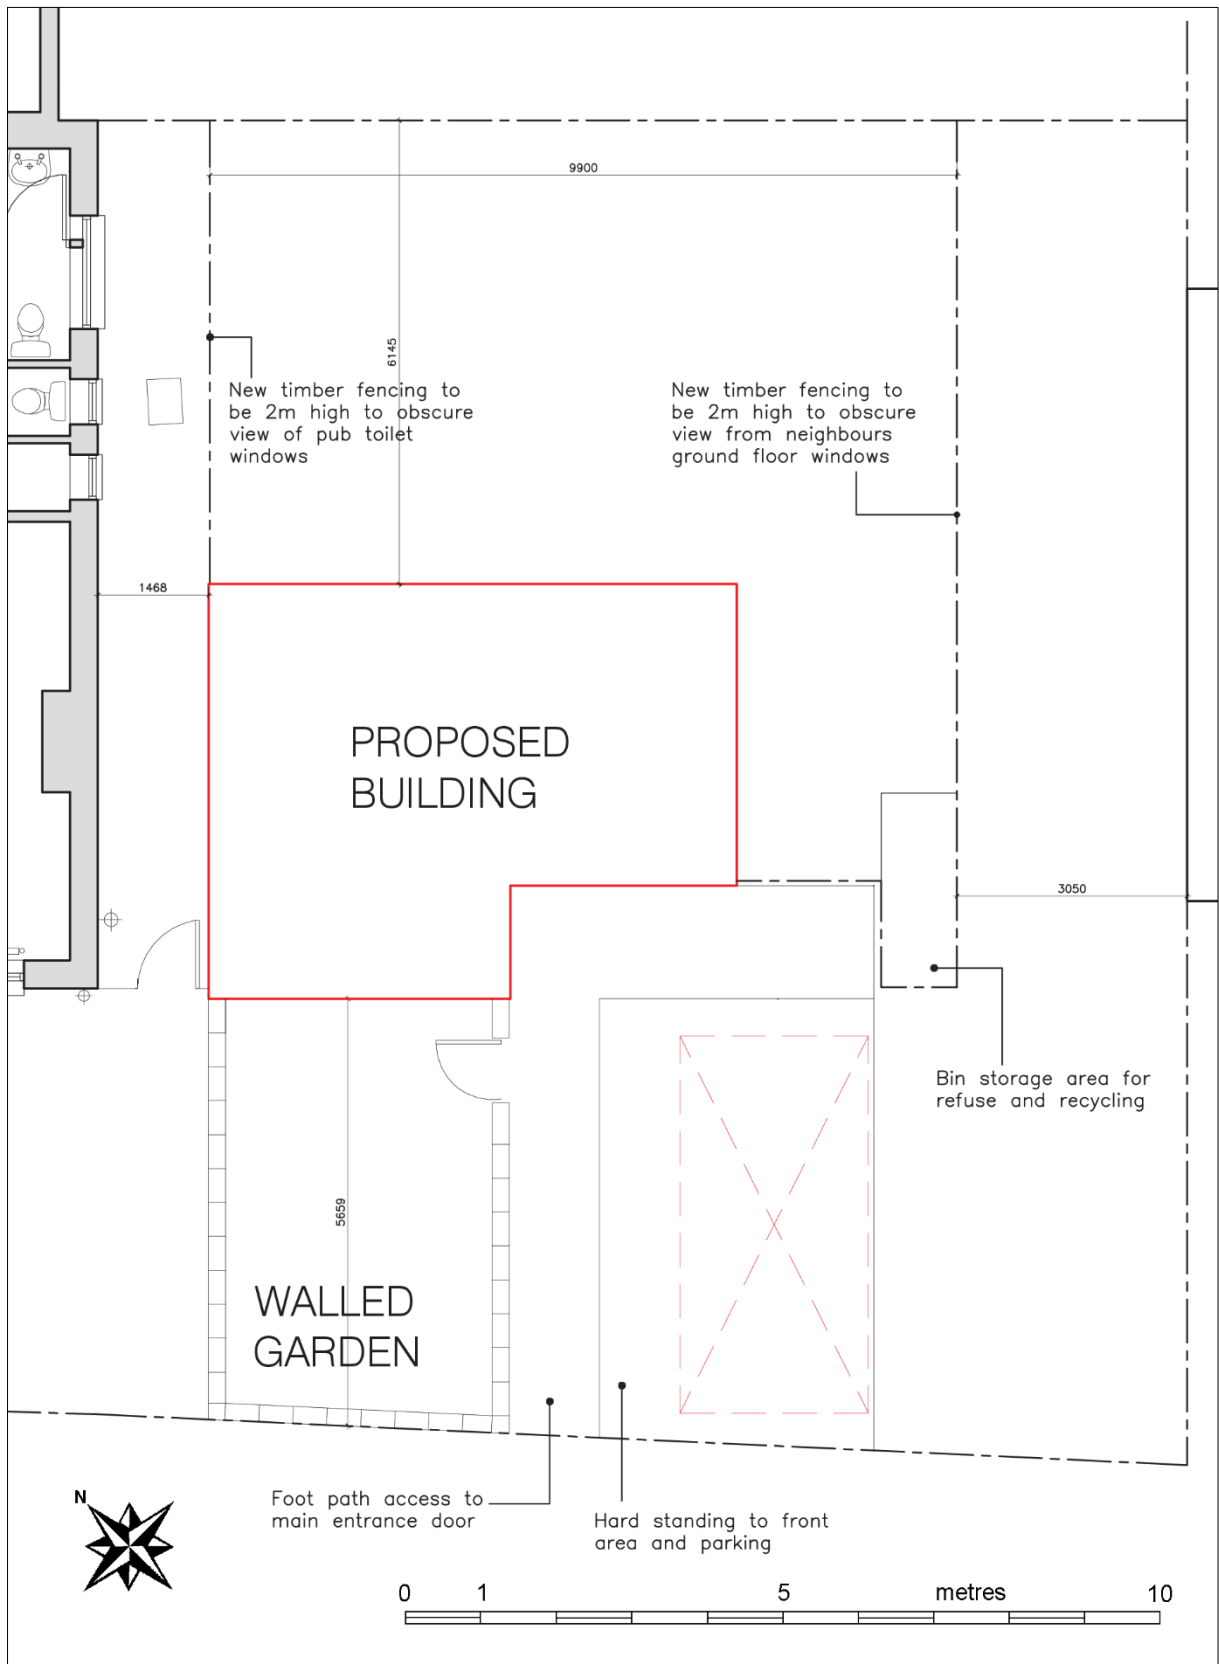 9900
6145
New timber fencing to
be 2m high to obscure
view of pub toilet
windows
New timber fencing to
be 2m high to obscure
view from neighbours
ground floor windows
1468
PROPOSED
BUILDING
3050
Bin storage area for
refuse and recycling
5659
WALLED
GARDEN
Foot path access to
main entrance door
Hard standing to front
area and parking
N
0 1 5 metres 10